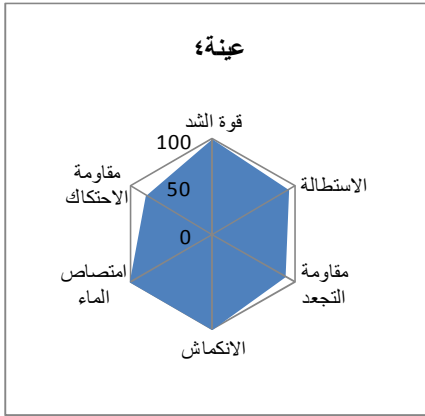 عينة٤
قوة الشد
100
50
0
الاستطالة
مقاومة
التجعد
الانكماش
امتصاص
الماء
مقاومة
الاحتكاك